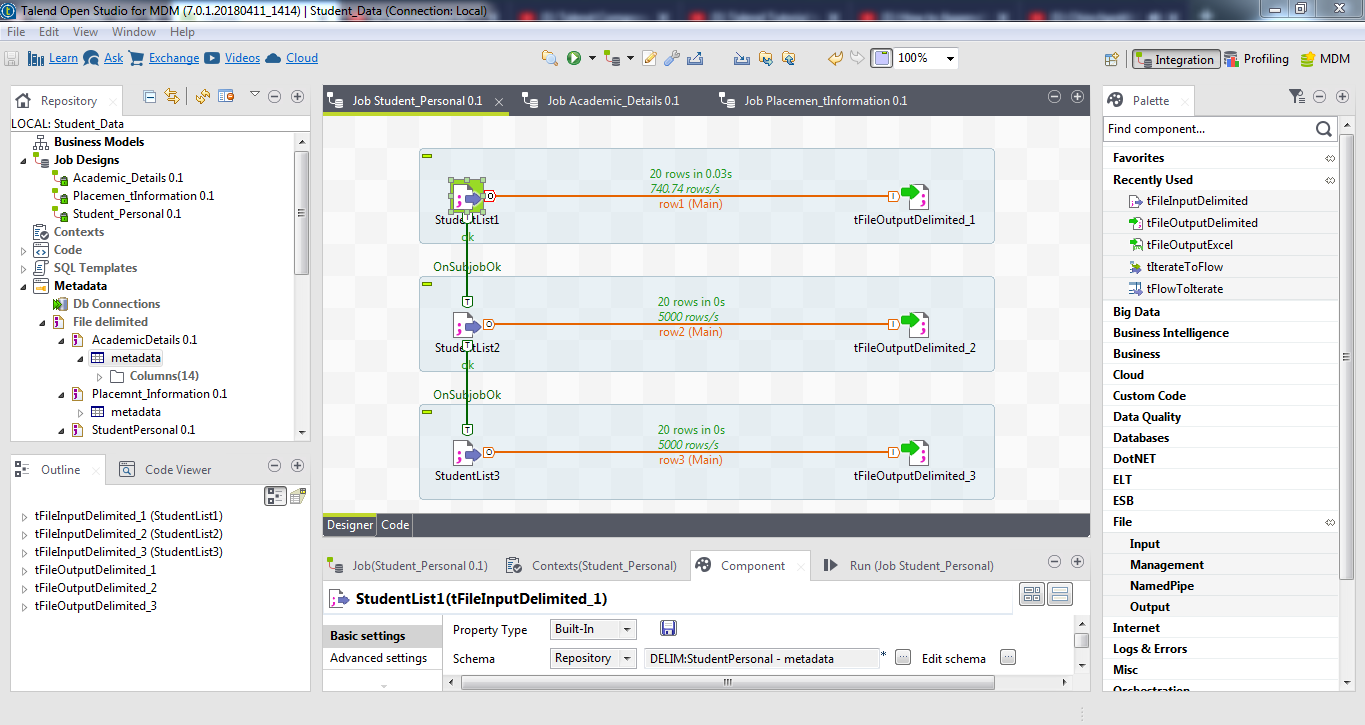 Talend Open Studio for MDM (7.0.1.20180411_1414) | Student_Data (Connection: Local)
File Edit View Window Help
Learn Ask Exchange Videos Cloud
100%
Integration Profiling MDM
Repository
LOCAL: Student_Data
Business Models
Job Designs
Academic_Details 0.1
Placemen_tInformation 0.1
Student_Personal 0.1
Contexts
Code
SQL Templates
Metadata
Db Connections
File delimited
AcademicDetails 0.1
metadata
Columns(14)
Placemnt_Information 0.1
metadata
StudentPersonal 0.1
Outline Code Viewer
tFileInputDelimited_1 (StudentList1)
tFileInputDelimited_2 (StudentList2)
tFileInputDelimited_3 (StudentList3)
tFileOutputDelimited_1
tFileOutputDelimited_2
tFileOutputDelimited_3
Job Student_Personal 0.1 Job Academic_Details 0.1 Job Placemen_tInformation 0.1
20 rows in 0.03s
740.74 rows/s
row1 (Main)
StudentList1 tFileOutputDelimited_1
ok
OnSubjobOk
20 rows in 0s
5000 rows/s
row2 (Main)
StudentList2 tFileOutputDelimited_2
ok
OnSubjobOk
20 rows in 0s
5000 rows/s
row3 (Main)
StudentList3 tFileOutputDelimited_3
Designer Code
Job(Student_Personal 0.1) Contexts(Student_Personal) Component Run (Job Student_Personal)
StudentList1(tFileInputDelimited_1)
Basic settings
Advanced settings
Property Type Built-In
Schema Repository DELIM:StudentPersonal - metadata * ... Edit schema ...
Palette
Find component...
Favorites
Recently Used
tFileInputDelimited
tFileOutputDelimited
tFileOutputExcel
tIterateToFlow
tFlowToIterate
Big Data
Business Intelligence
Business
Cloud
Custom Code
Data Quality
Databases
DotNET
ELT
ESB
File
Input
Management
NamedPipe
Output
Internet
Logs & Errors
Misc
Orchestration